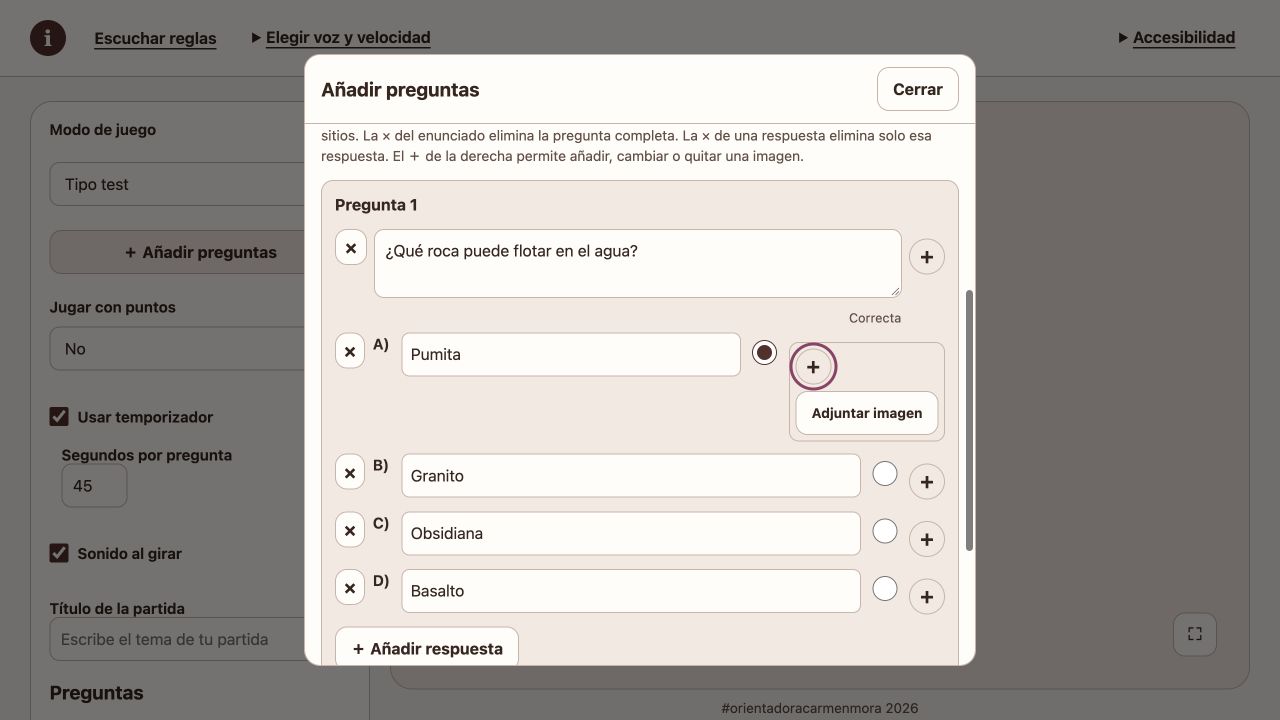 i Escuchar reglas ▶ Elegir voz y velocidad ▶ Accesibilidad
Añadir preguntas
Cerrar
sitios. La × del enunciado elimina la pregunta completa. La × de una respuesta elimina solo esa
respuesta. El + de la derecha permite añadir, cambiar o quitar una imagen.
Pregunta 1
× ¿Qué roca puede flotar en el agua? +
Correcta
× A) Pumita +
Adjuntar imagen
× B) Granito +
× C) Obsidiana +
× D) Basalto +
+ Añadir respuesta
Modo de juego
Tipo test
+ Añadir preguntas
Jugar con puntos
No
Usar temporizador
Segundos por pregunta
45
Sonido al girar
Título de la partida
Escribe el tema de tu partida
Preguntas
#orientadoracarmenmora 2026